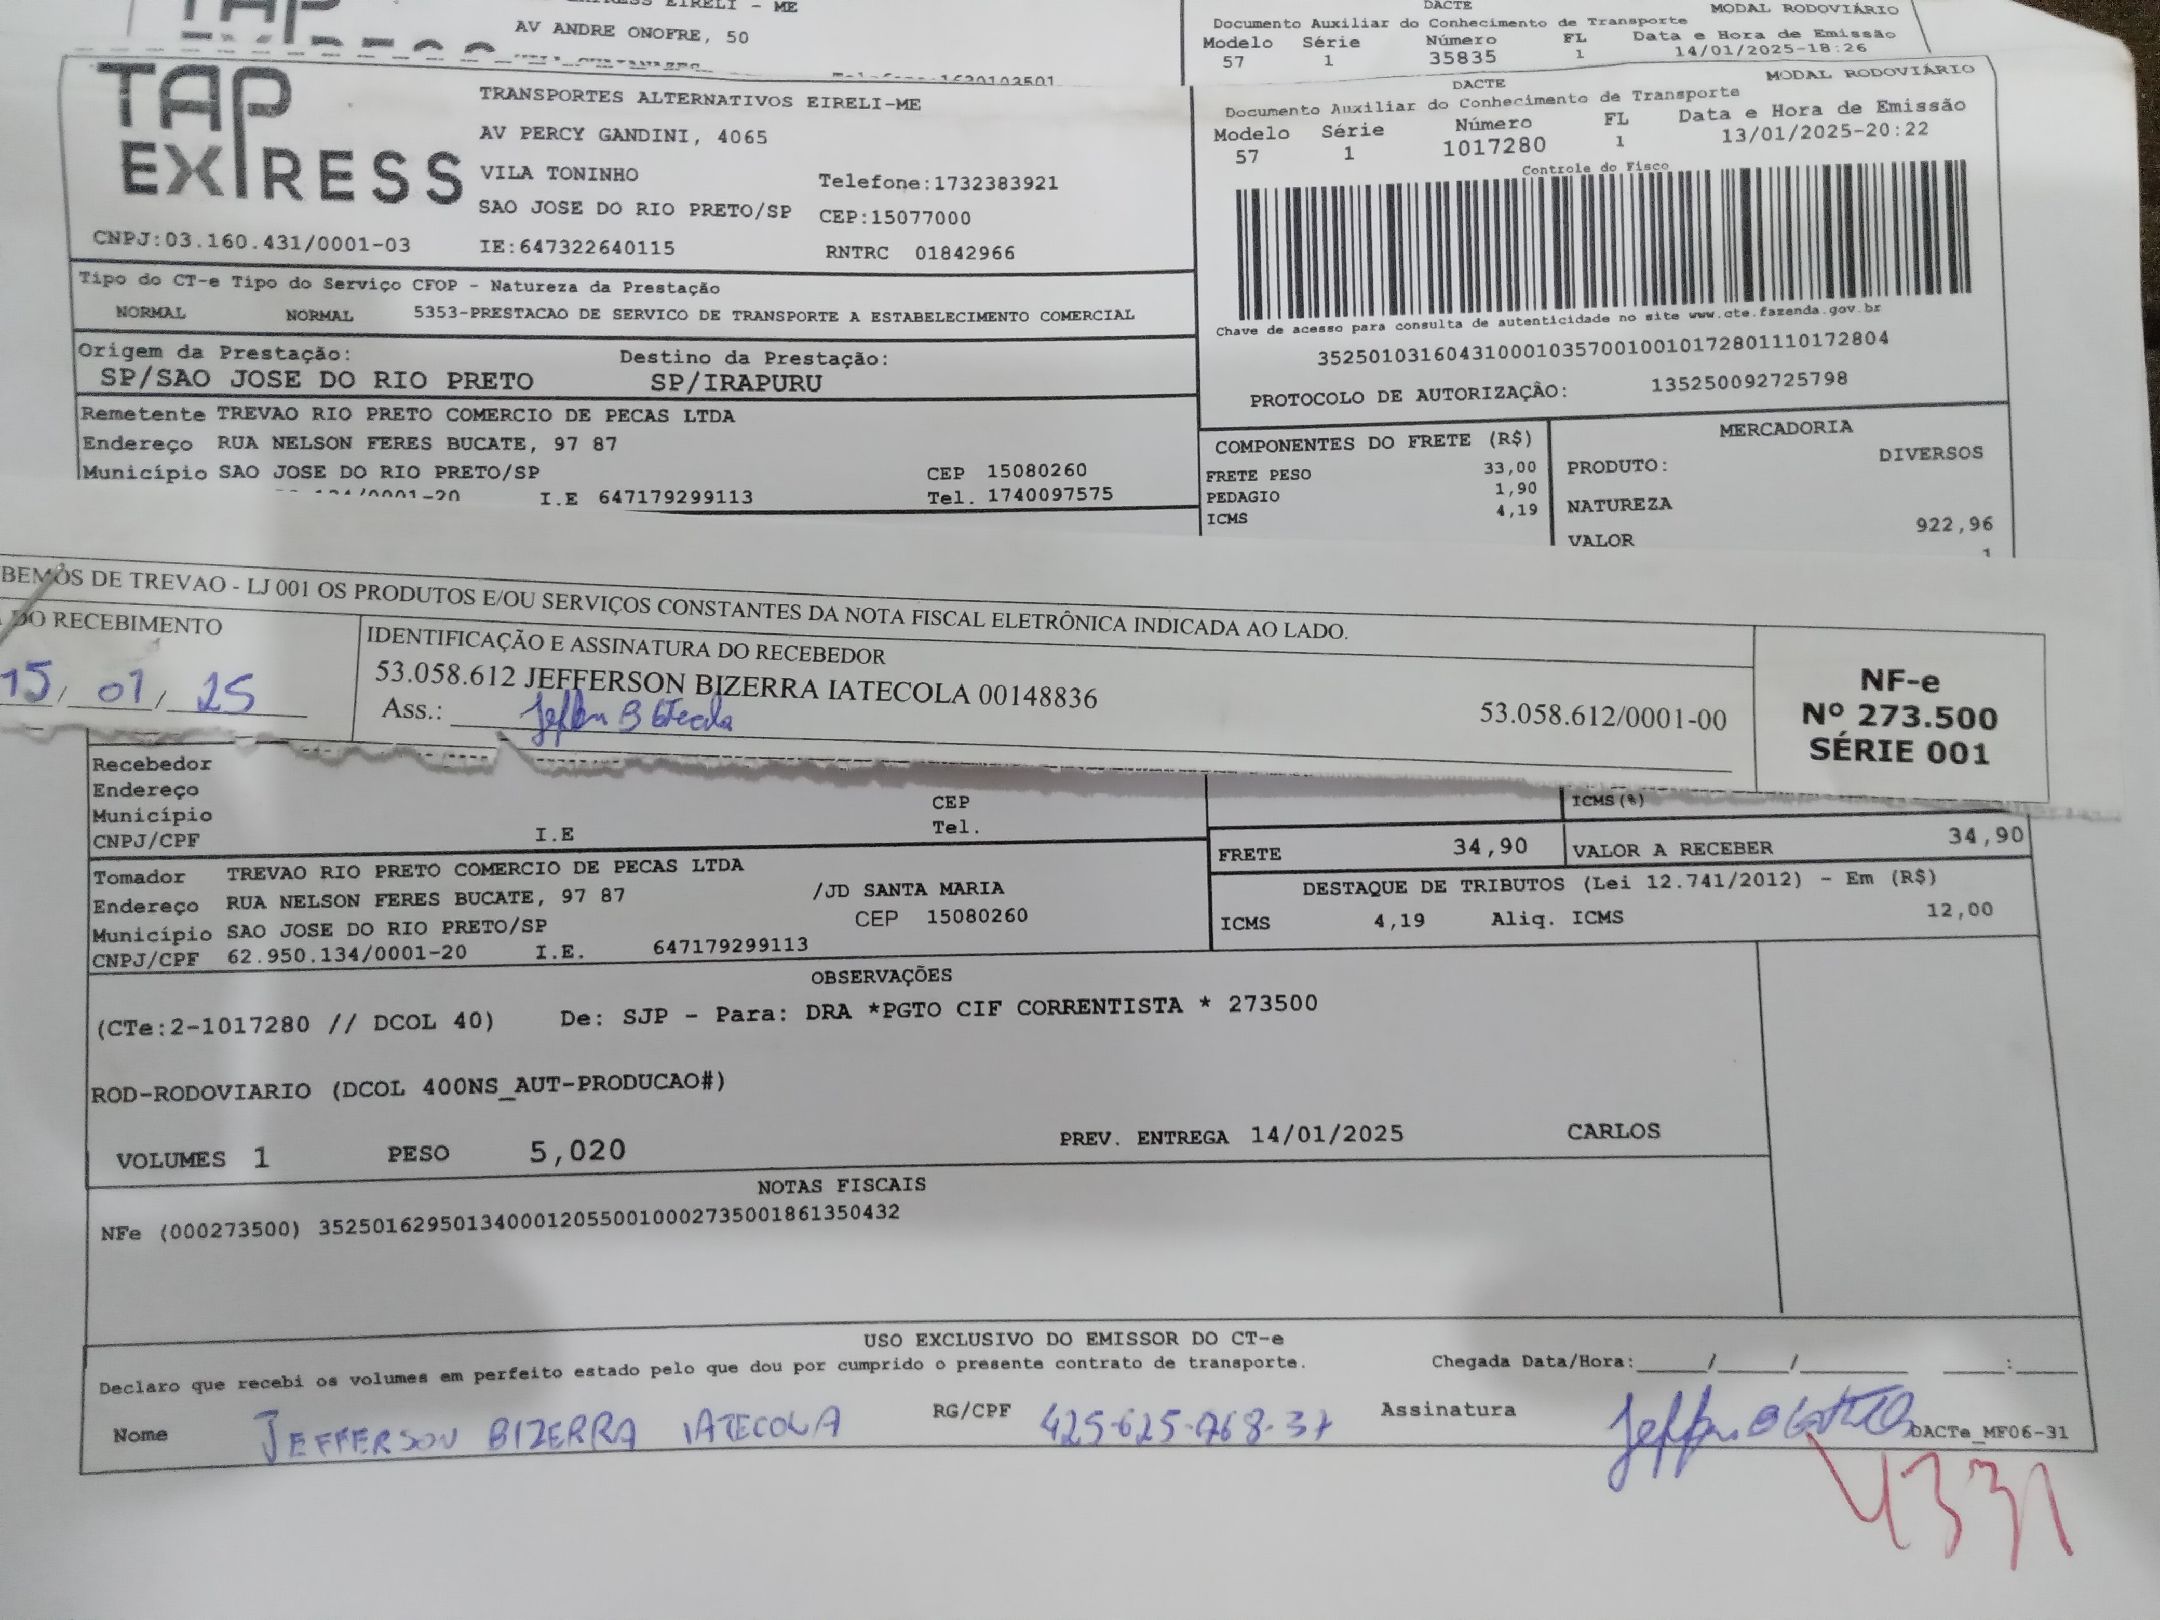 EIRELI - ME
AV ANDRE ONOFRE, 50
DACTE
MODAL RODOVIÁRIO
Documento Auxiliar do Conhecimento de Transporte
Modelo Série Número FL Data e Hora de Emissão
57 1 35835 1 14/01/2025-18:26
TAP EXPRESS
TRANSPORTES ALTERNATIVOS EIRELI-ME
AV PERCY GANDINI, 4065
VILA TONINHO
Telefone:1732383921
SAO JOSE DO RIO PRETO/SP CEP:15077000
CNPJ:03.160.431/0001-03 IE:647322640115 RNTRC 01842966
DACTE
MODAL RODOVIÁRIO
Documento Auxiliar do Conhecimento de Transporte
Modelo Série Número FL Data e Hora de Emissão
57 1 1017280 1 13/01/2025-20:22
Controle do Fisco
Chave de acesso para consulta de autenticidade no site www.cte.fazenda.gov.br
35250103160431000103570010010172801110172804
PROTOCOLO DE AUTORIZAÇÃO: 135250092725798
Tipo do CT-e Tipo do Serviço CFOP - Natureza da Prestação
NORMAL NORMAL 5353-PRESTACAO DE SERVICO DE TRANSPORTE A ESTABELECIMENTO COMERCIAL
Origem da Prestação: Destino da Prestação:
SP/SAO JOSE DO RIO PRETO SP/IRAPURU
Remetente TREVAO RIO PRETO COMERCIO DE PECAS LTDA
Endereço RUA NELSON FERES BUCATE, 97 87
Município SAO JOSE DO RIO PRETO/SP CEP 15080260
I.E 647179299113 Tel. 1740097575
COMPONENTES DO FRETE (R$)
FRETE PESO 33,00
PEDAGIO 1,90
ICMS 4,19
MERCADORIA
PRODUTO: DIVERSOS
NATUREZA
VALOR 922,96
BEMOS DE TREVAO - LJ 001 OS PRODUTOS E/OU SERVIÇOS CONSTANTES DA NOTA FISCAL ELETRÔNICA INDICADA AO LADO.
DO RECEBIMENTO
15/ 01/ 25
IDENTIFICAÇÃO E ASSINATURA DO RECEBEDOR
53.058.612 JEFFERSON BIZERRA IATECOLA 00148836
Ass.:
53.058.612/0001-00
NF-e
Nº 273.500
SÉRIE 001
Recebedor
Endereço
Município CEP
CNPJ/CPF I.E Tel.
ICMS(%)
FRETE 34,90 VALOR A RECEBER 34,90
Tomador TREVAO RIO PRETO COMERCIO DE PECAS LTDA
Endereço RUA NELSON FERES BUCATE, 97 87 /JD SANTA MARIA
Município SAO JOSE DO RIO PRETO/SP CEP 15080260
CNPJ/CPF 62.950.134/0001-20 I.E. 647179299113
DESTAQUE DE TRIBUTOS (Lei 12.741/2012) - Em (R$)
ICMS 4,19 Aliq. ICMS 12,00
OBSERVAÇÕES
(CTe:2-1017280 // DCOL 40) De: SJP - Para: DRA *PGTO CIF CORRENTISTA * 273500
ROD-RODOVIARIO (DCOL 400NS_AUT-PRODUCAO#)
VOLUMES 1 PESO 5,020 PREV. ENTREGA 14/01/2025 CARLOS
NOTAS FISCAIS
NFe (000273500) 35250162950134000120550010002735001861350432
USO EXCLUSIVO DO EMISSOR DO CT-e
Declaro que recebi os volumes em perfeito estado pelo que dou por cumprido o presente contrato de transporte. Chegada Data/Hora:____/____/______ ____:____
Nome JEFFERSON BIZERRA IATECOLA RG/CPF 425-625-768-37 Assinatura
DACTe_MF06-31